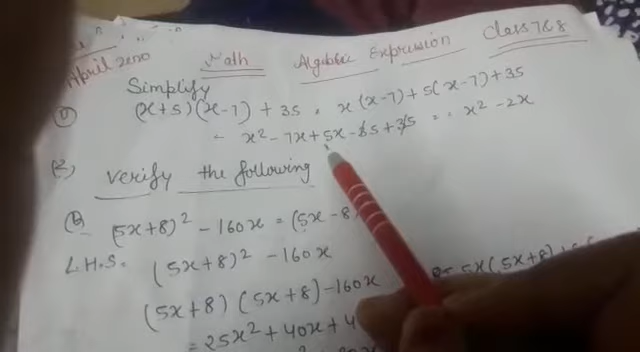 April 2020 Math Algebric Expression Class 7&8
Simplify
(1) (x+5)(x-7)+35 = x(x-7)+5(x-7)+35
= x² - 7x + 5x - 35 + 35 = x² - 2x
(2) Verify the following
(5x+8)² - 160x = (5x-8)
L.H.S. (5x+8)² - 160x
(5x+8)(5x+8) - 160x 5x(5x+8)
= 25x² + 40x + 4